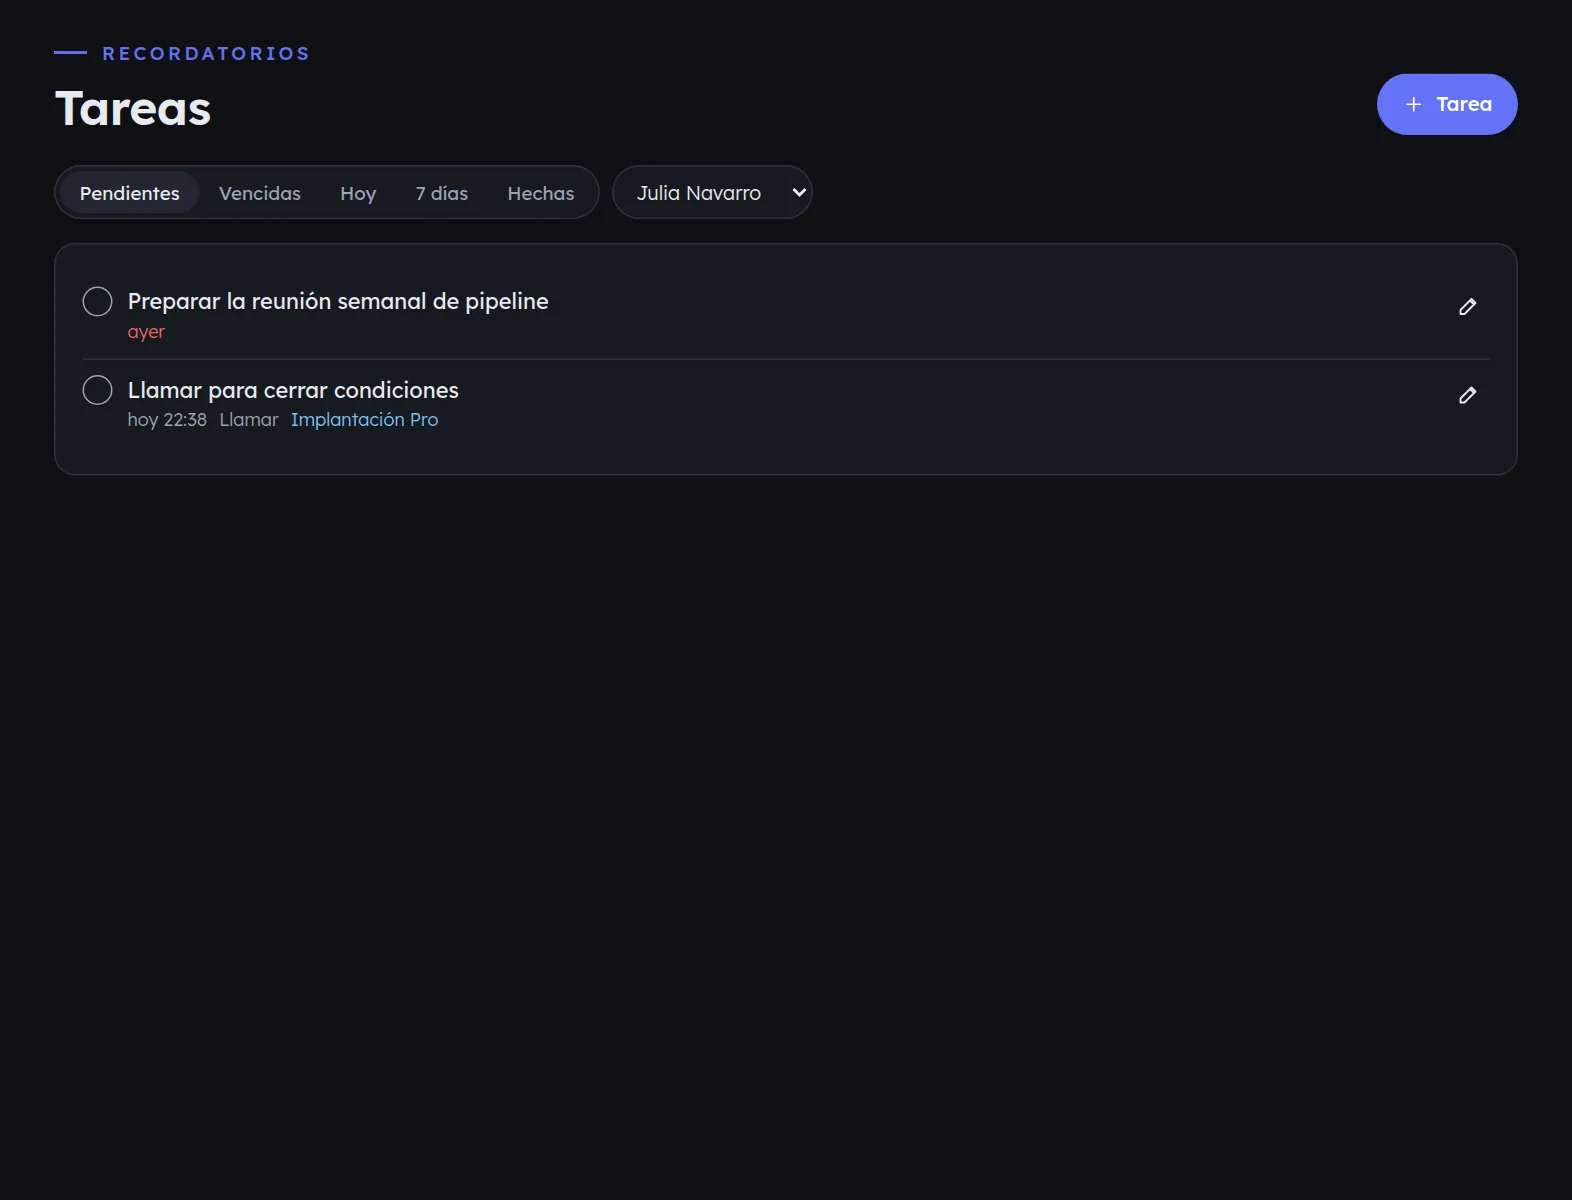 RECORDATORIOS
Tareas
+ Tarea
Pendientes Vencidas Hoy 7 días Hechas Julia Navarro
Preparar la reunión semanal de pipeline
ayer
Llamar para cerrar condiciones
hoy 22:38 Llamar Implantación Pro